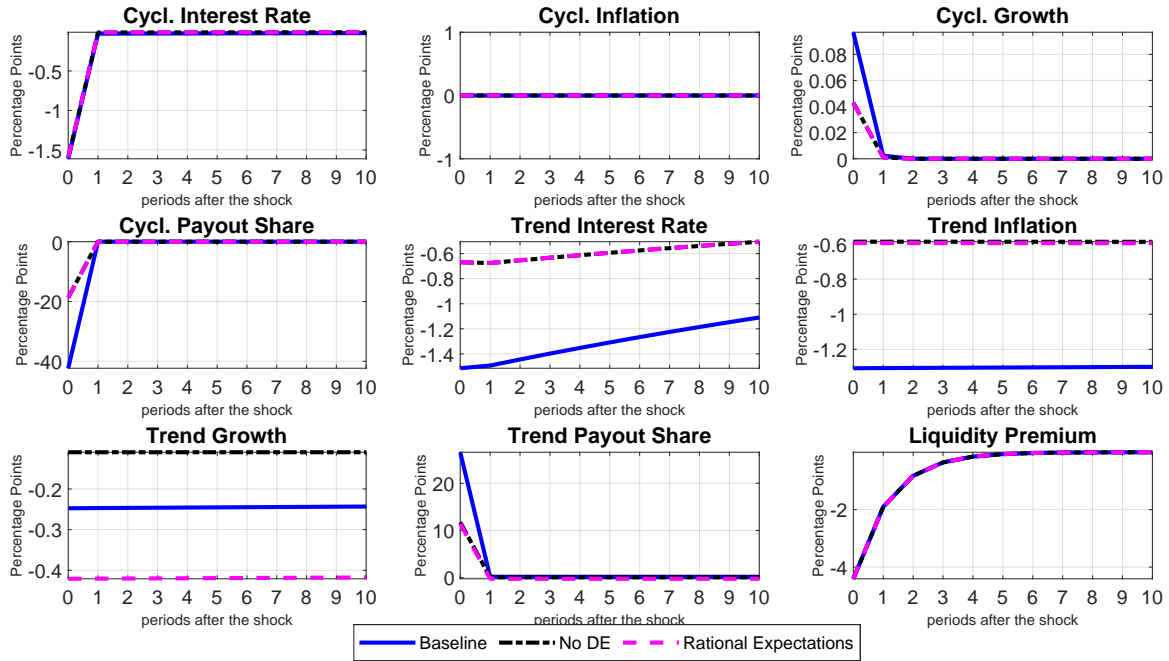 Cycl. Interest Rate
Percentage Points
-0.5
-1
-1.5
0 1 2 3 4 5 6 7 8 9 10
periods after the shock
Cycl. Inflation
Percentage Points
1
0
-1
0 1 2 3 4 5 6 7 8 9 10
periods after the shock
Cycl. Growth
Percentage Points
0.08
0.06
0.04
0.02
0
0 1 2 3 4 5 6 7 8 9 10
periods after the shock
Cycl. Payout Share
Percentage Points
0
-20
-40
0 1 2 3 4 5 6 7 8 9 10
periods after the shock
Trend Interest Rate
Percentage Points
-0.6
-0.8
-1
-1.2
-1.4
0 1 2 3 4 5 6 7 8 9 10
periods after the shock
Trend Inflation
Percentage Points
-0.6
-0.8
-1
-1.2
0 1 2 3 4 5 6 7 8 9 10
periods after the shock
Trend Growth
Percentage Points
-0.2
-0.3
-0.4
0 1 2 3 4 5 6 7 8 9 10
periods after the shock
Trend Payout Share
Percentage Points
20
10
0
0 1 2 3 4 5 6 7 8 9 10
periods after the shock
Liquidity Premium
Percentage Points
-2
-4
0 1 2 3 4 5 6 7 8 9 10
periods after the shock
Baseline No DE Rational Expectations